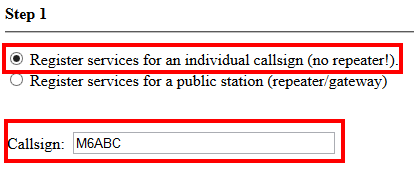 Step 1
Register services for an individual callsign (no repeater!).
Register services for a public station (repeater/gateway)
Callsign: M6ABC